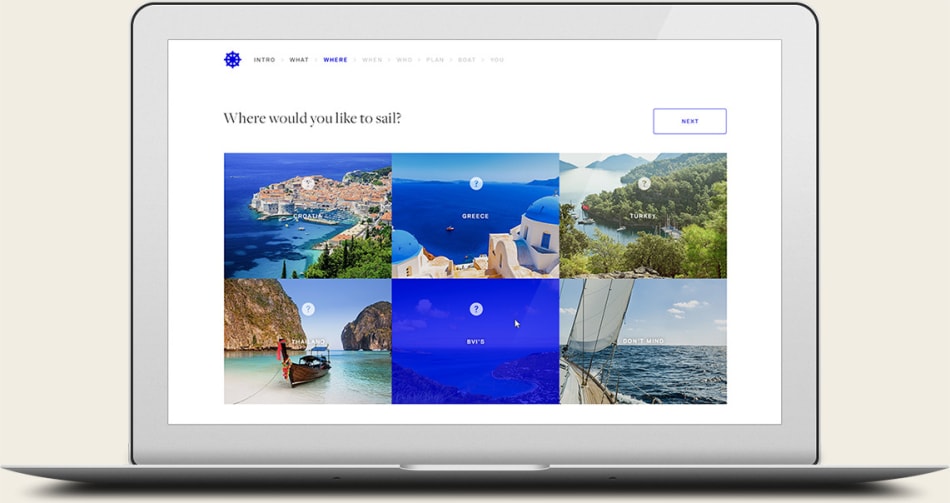 INTRO > WHAT > WHERE > WHEN > WHO > PLAN > BOAT > YOU
Where would you like to sail?
NEXT
? ? ?
CROATIA GREECE TURKEY
? ? ?
THAILAND BVI'S DON'T MIND